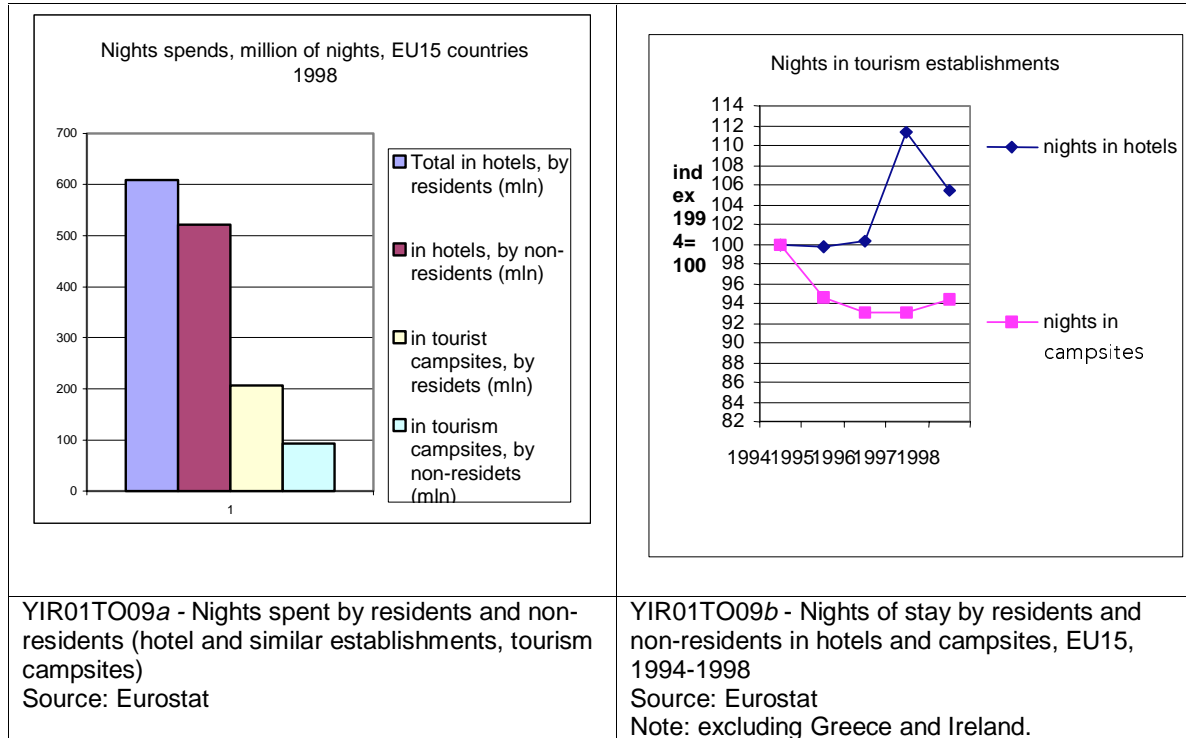 Nights spends, million of nights, EU15 countries
1998
700
600
500
400
300
200
100
0
1
Total in hotels, by
residents (mln)
in hotels, by non-
residents (mln)
in tourist
campsites, by
residets (mln)
in tourism
campsites, by
non-residets
(mln)
Nights in tourism establishments
114
112
110
108
106
104
102
100
98
96
94
92
90
88
86
84
82
ind
ex
199
4=
100
1994 1995 1996 1997 1998
nights in hotels
nights in
campsites
YIR01TO09a - Nights spent by residents and non-
residents (hotel and similar establishments, tourism
campsites)
Source: Eurostat
YIR01TO09b - Nights of stay by residents and
non-residents in hotels and campsites, EU15,
1994-1998
Source: Eurostat
Note: excluding Greece and Ireland.